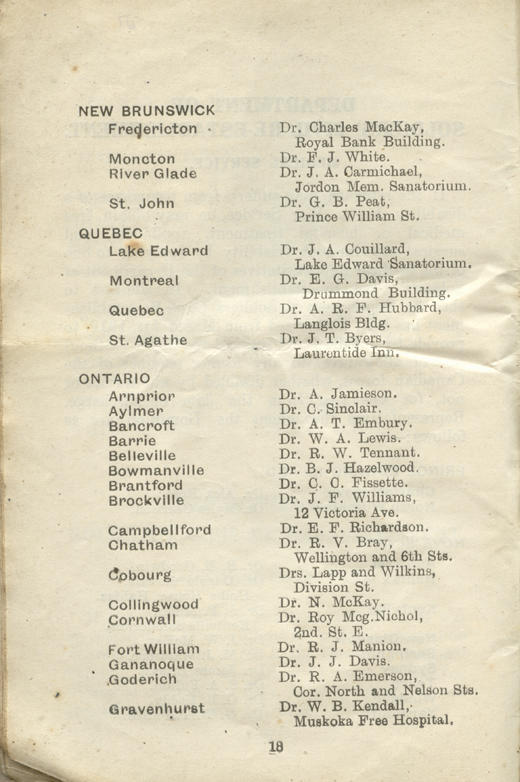 NEW BRUNSWICK
Fredericton Dr. Charles MacKay,
Royal Bank Building.
Moncton Dr. F. J. White.
River Glade Dr. J. A. Carmichael,
Jordon Mem. Sanatorium.
St. John Dr. G. B. Peat,
Prince William St.
QUEBEC
Lake Edward Dr. J. A. Couillard,
Lake Edward Sanatorium.
Montreal Dr. E. G. Davis,
Drummond Building.
Quebec Dr. A. R. F. Hubbard,
Langlois Bldg.
St. Agathe Dr. J. T. Byers,
Laurentide Inn.
ONTARIO
Arnprior Dr. A. Jamieson.
Aylmer Dr. C. Sinclair.
Bancroft Dr. A. T. Embury.
Barrie Dr. W. A. Lewis.
Belleville Dr. R. W. Tennant.
Bowmanville Dr. B. J. Hazelwood.
Brantford Dr. C. C. Fissette.
Brockville Dr. J. F. Williams,
12 Victoria Ave.
Campbellford Dr. E. F. Richardson.
Chatham Dr. R. V. Bray,
Wellington and 6th Sts.
Cobourg Drs. Lapp and Wilkins,
Division St.
Collingwood Dr. N. McKay.
Cornwall Dr. Roy Mcg.Nichol,
2nd. St. E.
Fort William Dr. R. J. Manion.
Gananoque Dr. J. J. Davis.
Goderich Dr. R. A. Emerson,
Cor. North and Nelson Sts.
Gravenhurst Dr. W. B. Kendall,
Muskoka Free Hospital.
18